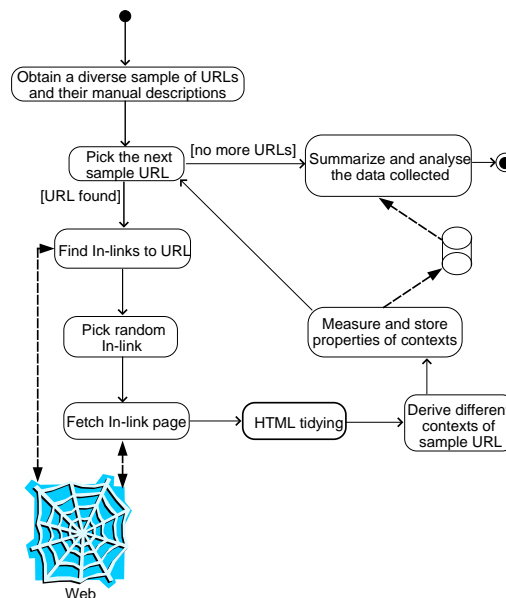 Obtain a diverse sample of URLs
and their manual descriptions
Pick the next
sample URL
[no more URLs]
Summarize and analyse
the data collected
[URL found]
Find In-links to URL
Pick random
In-link
Measure and store
properties of contexts
Fetch In-link page
HTML tidying
Derive different
contexts of
sample URL
Web